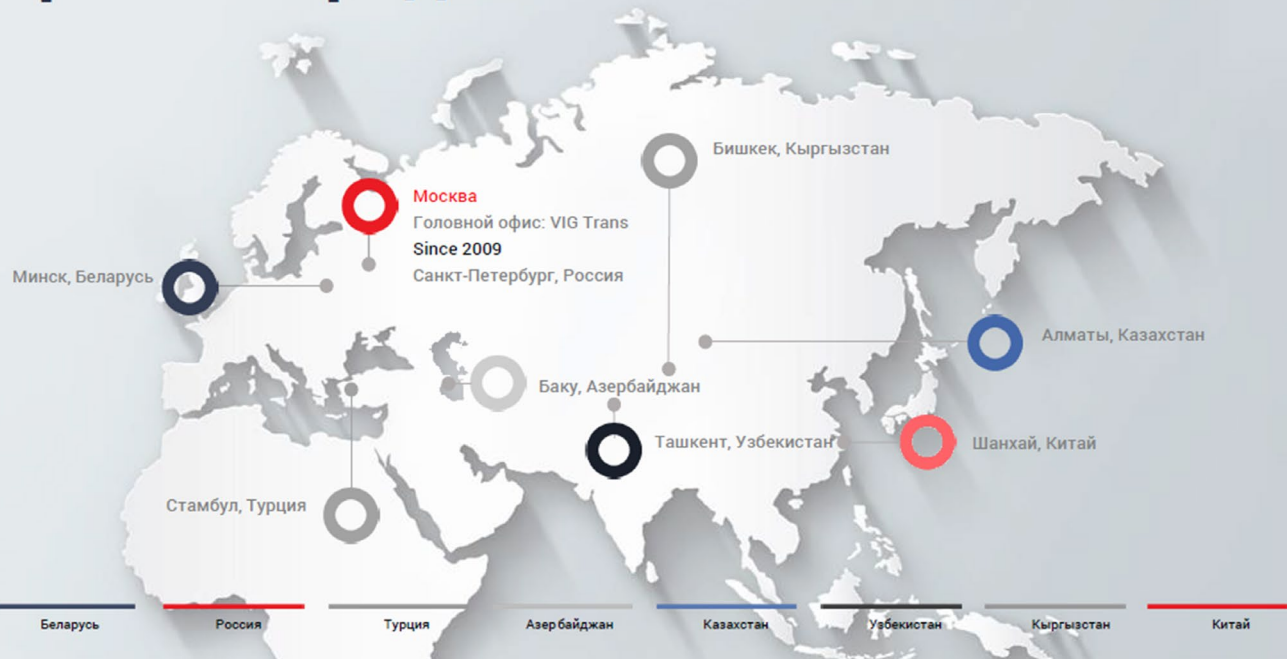 Бишкек, Кыргызстан
Москва
Головной офис: VIG Trans
Since 2009
Санкт-Петербург, Россия
Минск, Беларусь
Алматы, Казахстан
Баку, Азербайджан
Ташкент, Узбекистан
Шанхай, Китай
Стамбул, Турция
Беларусь
Россия
Турция
Азербайджан
Казахстан
Узбекистан
Кыргызстан
Китай